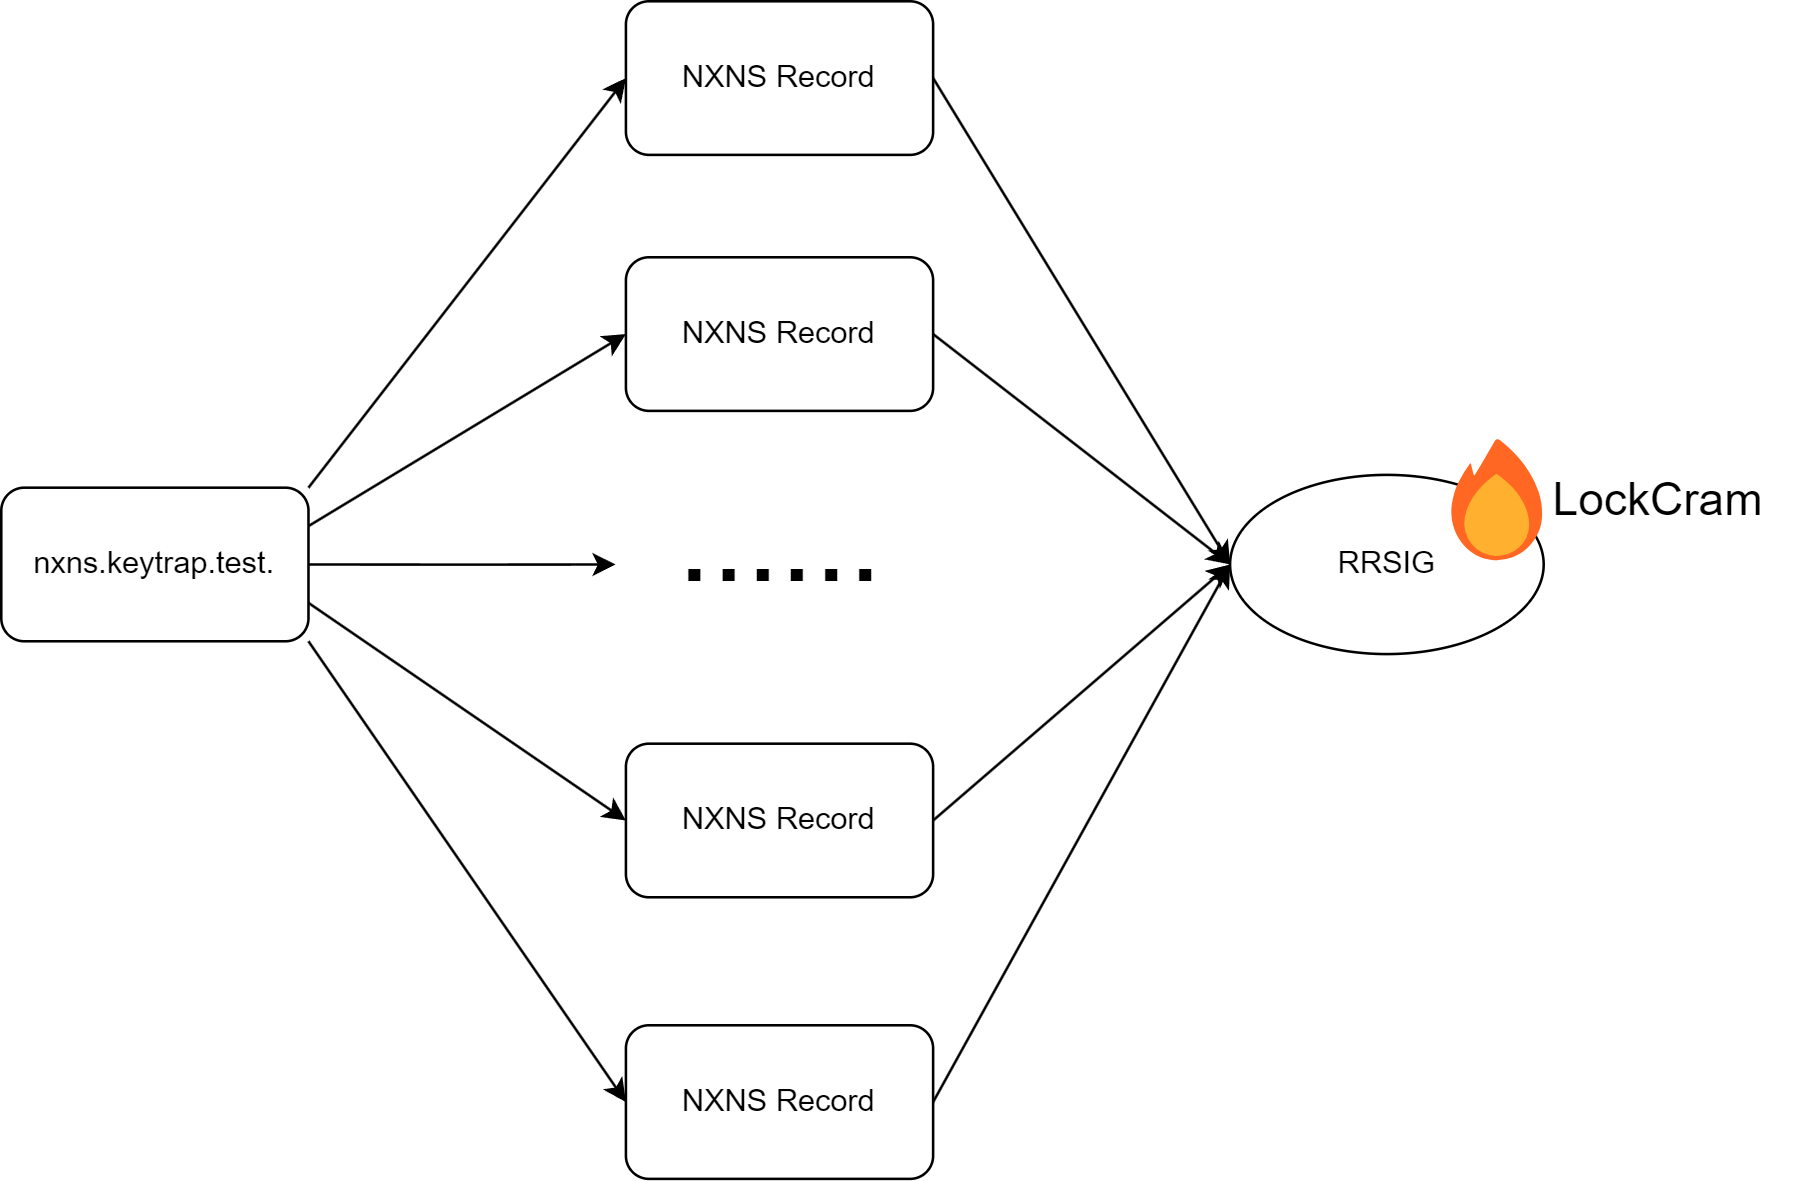 NXNS Record
NXNS Record
nxns.keytrap.test.
......
RRSIG
LockCram
NXNS Record
NXNS Record